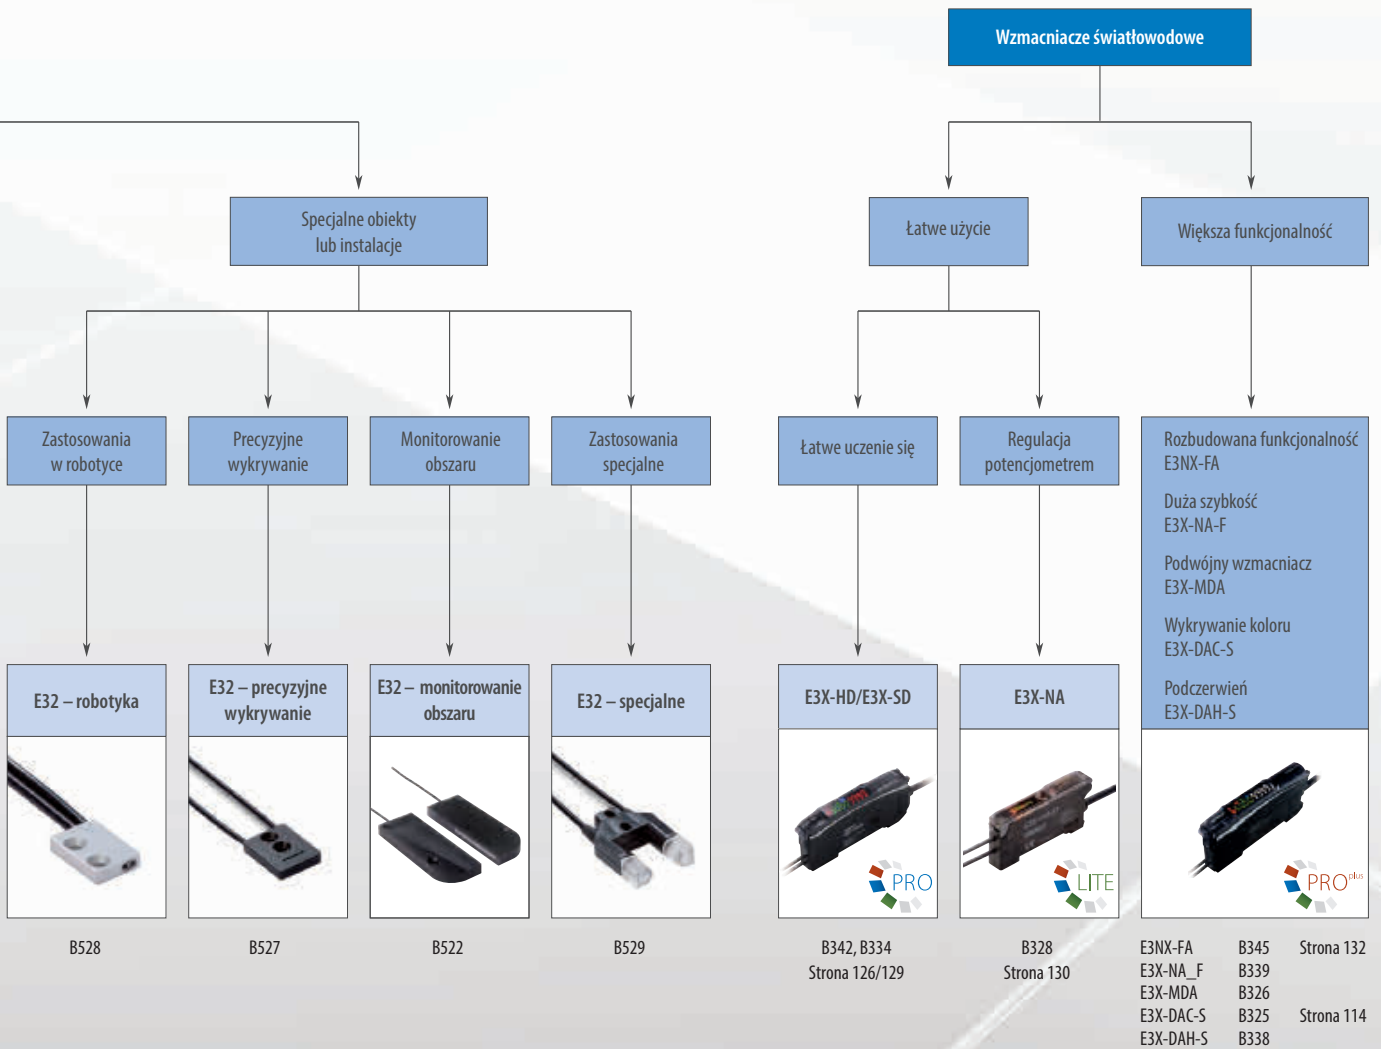 Wzmacniacze światłowodowe
Specjalne obiekty
lub instalacje
Łatwe użycie
Większa funkcjonalność
Zastosowania
w robotyce
Precyzyjne
wykrywanie
Monitorowanie
obszaru
Zastosowania
specjalne
Łatwe uczenie się
Regulacja
potencjometrem
Rozbudowana funkcjonalność
E3NX-FA
Duża szybkość
E3X-NA-F
Podwójny wzmacniacz
E3X-MDA
Wykrywanie koloru
E3X-DAC-S
Podczerwień
E3X-DAH-S
E32 – robotyka
E32 – precyzyjne
wykrywanie
E32 – monitorowanie
obszaru
E32 – specjalne
E3X-HD/E3X-SD
E3X-NA
PRO
LITE
PROplus
B528
B527
B522
B529
B342, B334
Strona 126/129
B328
Strona 130
E3NX-FA B345 Strona 132
E3X-NA_F B339
E3X-MDA B326
E3X-DAC-S B325 Strona 114
E3X-DAH-S B338